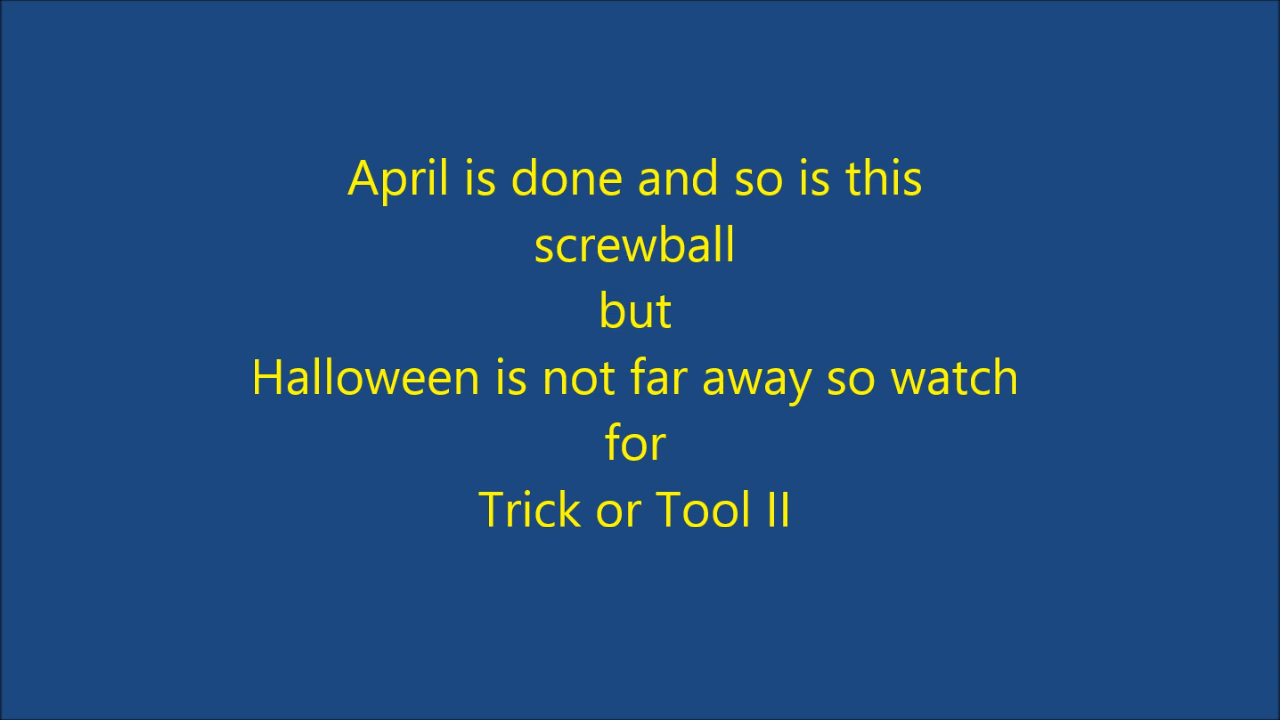 April is done and so is this
screwball
but
Halloween is not far away so watch
for
Trick or Tool II